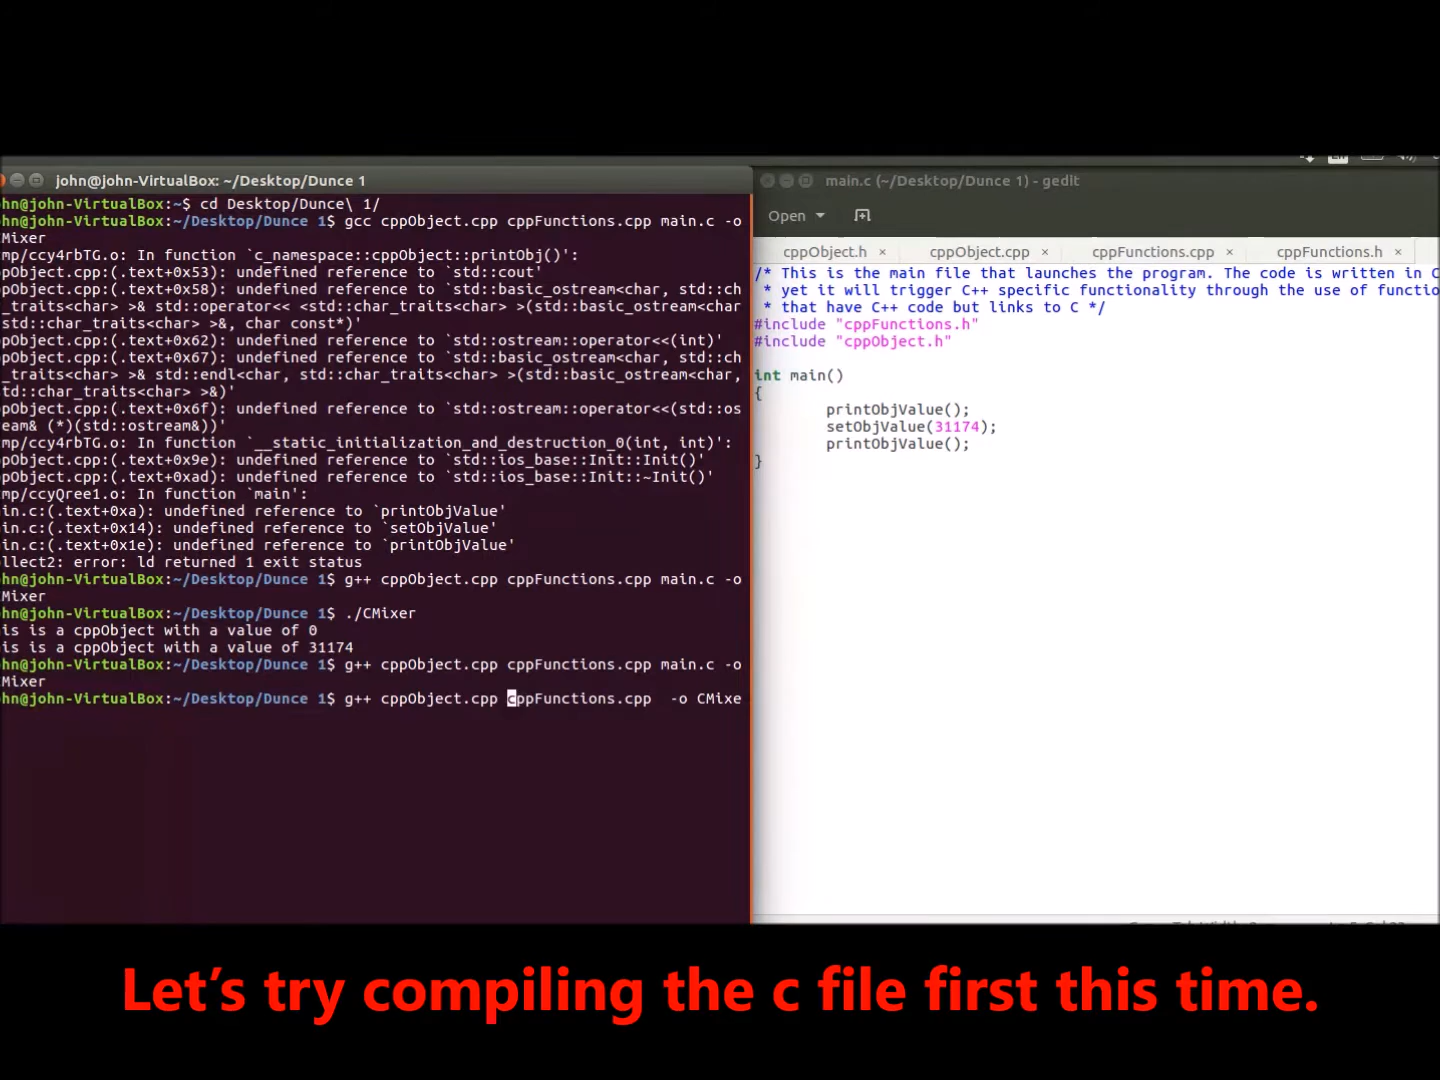 john@john-VirtualBox: ~/Desktop/Dunce 1
hn@john-VirtualBox:~$ cd Desktop/Dunce\ 1/
hn@john-VirtualBox:~/Desktop/Dunce 1$ gcc cppObject.cpp cppFunctions.cpp main.c -o
CMixer
mp/ccy4rbTG.o: In function `c_namespace::cppObject::printObj()':
pObject.cpp:(.text+0x53): undefined reference to `std::cout'
pObject.cpp:(.text+0x58): undefined reference to `std::basic_ostream<char, std::ch
_traits<char> >& std::operator<< <std::char_traits<char> >(std::basic_ostream<char
std::char_traits<char> >&, char const*)'
pObject.cpp:(.text+0x62): undefined reference to `std::ostream::operator<<(int)'
pObject.cpp:(.text+0x67): undefined reference to `std::basic_ostream<char, std::ch
_traits<char> >& std::endl<char, std::char_traits<char> >(std::basic_ostream<char,
td::char_traits<char> >&)'
pObject.cpp:(.text+0x6f): undefined reference to `std::ostream::operator<<(std::os
ream& (*)(std::ostream&))'
mp/ccy4rbTG.o: In function `__static_initialization_and_destruction_0(int, int)':
pObject.cpp:(.text+0x9e): undefined reference to `std::ios_base::Init::Init()'
pObject.cpp:(.text+0xad): undefined reference to `std::ios_base::Init::~Init()'
mp/ccyQree1.o: In function `main':
in.c:(.text+0xa): undefined reference to `printObjValue'
in.c:(.text+0x14): undefined reference to `setObjValue'
in.c:(.text+0x1e): undefined reference to `printObjValue'
llect2: error: ld returned 1 exit status
hn@john-VirtualBox:~/Desktop/Dunce 1$ g++ cppObject.cpp cppFunctions.cpp main.c -o
CMixer
hn@john-VirtualBox:~/Desktop/Dunce 1$ ./CMixer
his is a cppObject with a value of 0
his is a cppObject with a value of 31174
hn@john-VirtualBox:~/Desktop/Dunce 1$ g++ cppObject.cpp cppFunctions.cpp main.c -o
CMixer
hn@john-VirtualBox:~/Desktop/Dunce 1$ g++ cppObject.cpp cppFunctions.cpp  -o CMixe
main.c (~/Desktop/Dunce 1) - gedit
Open
cppObject.h × cppObject.cpp × cppFunctions.cpp × cppFunctions.h ×
/* This is the main file that launches the program. The code is written in C
* yet it will trigger C++ specific functionality through the use of functio
* that have C++ code but links to C */
#include "cppFunctions.h"
#include "cppObject.h"
int main()
{
printObjValue();
setObjValue(31174);
printObjValue();
}
Let's try compiling the c file first this time.